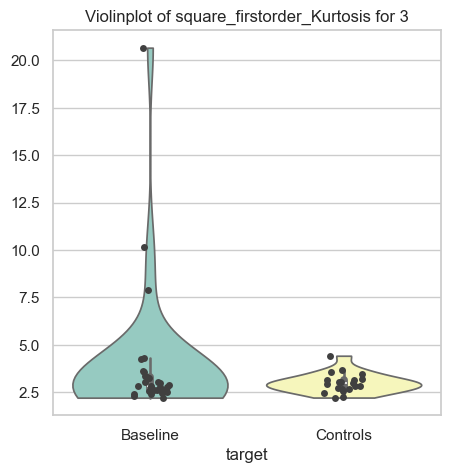 Violinplot of square_firstorder_Kurtosis for 3
20.0
17.5
15.0
12.5
10.0
7.5
5.0
2.5
Baseline
Controls
target